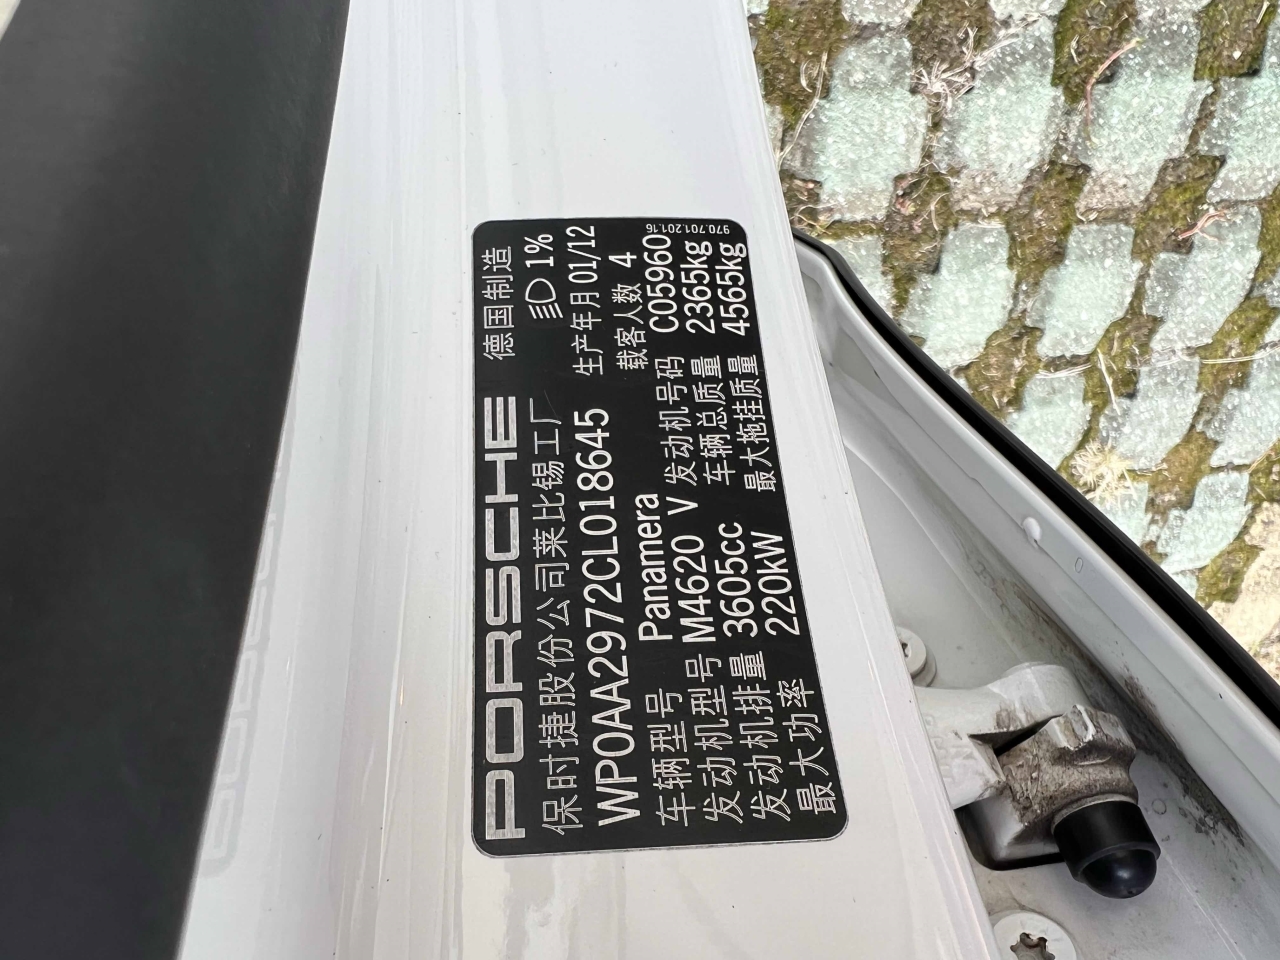 PORSCHE 德国制造
保时捷股份公司莱比锡工厂 1%
WP0AA2972CL018645 生产年月 01/12
载客人数 4
车辆型号 Panamera
发动机型号 M4620 V 发动机号码 C05960
发动机排量 3605cc 车辆总质量 2365kg
最大功率 220kW 最大拖挂质量 4565kg
970.701.201.16